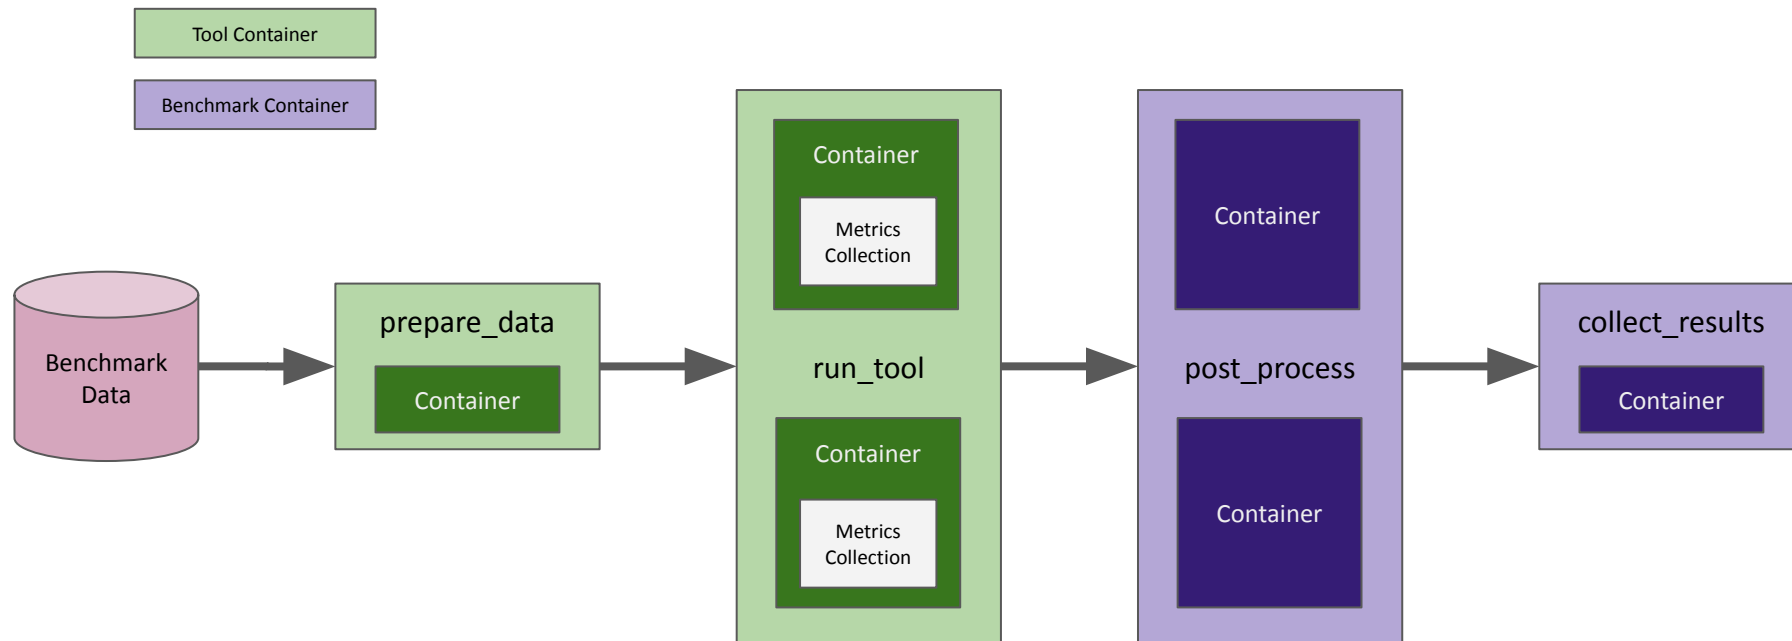 Tool Container
Benchmark Container
Benchmark
Data
prepare_data
Container
Container
Metrics
Collection
run_tool
Container
Metrics
Collection
Container
post_process
Container
collect_results
Container